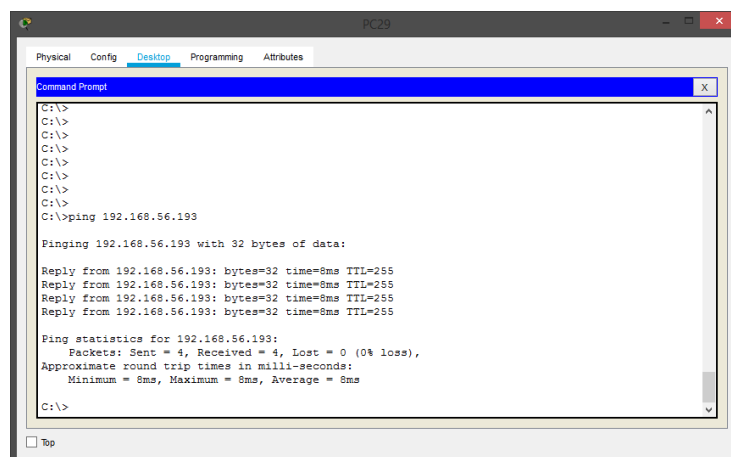 PC29
Physical Config Desktop Programming Attributes
Command Prompt X
C:\>
C:\>
C:\>
C:\>
C:\>
C:\>
C:\>
C:\>
C:\>ping 192.168.56.193
Pinging 192.168.56.193 with 32 bytes of data:
Reply from 192.168.56.193: bytes=32 time=8ms TTL=255
Reply from 192.168.56.193: bytes=32 time=8ms TTL=255
Reply from 192.168.56.193: bytes=32 time=8ms TTL=255
Reply from 192.168.56.193: bytes=32 time=8ms TTL=255
Ping statistics for 192.168.56.193:
Packets: Sent = 4, Received = 4, Lost = 0 (0% loss),
Approximate round trip times in milli-seconds:
Minimum = 8ms, Maximum = 8ms, Average = 8ms
C:\>
Top